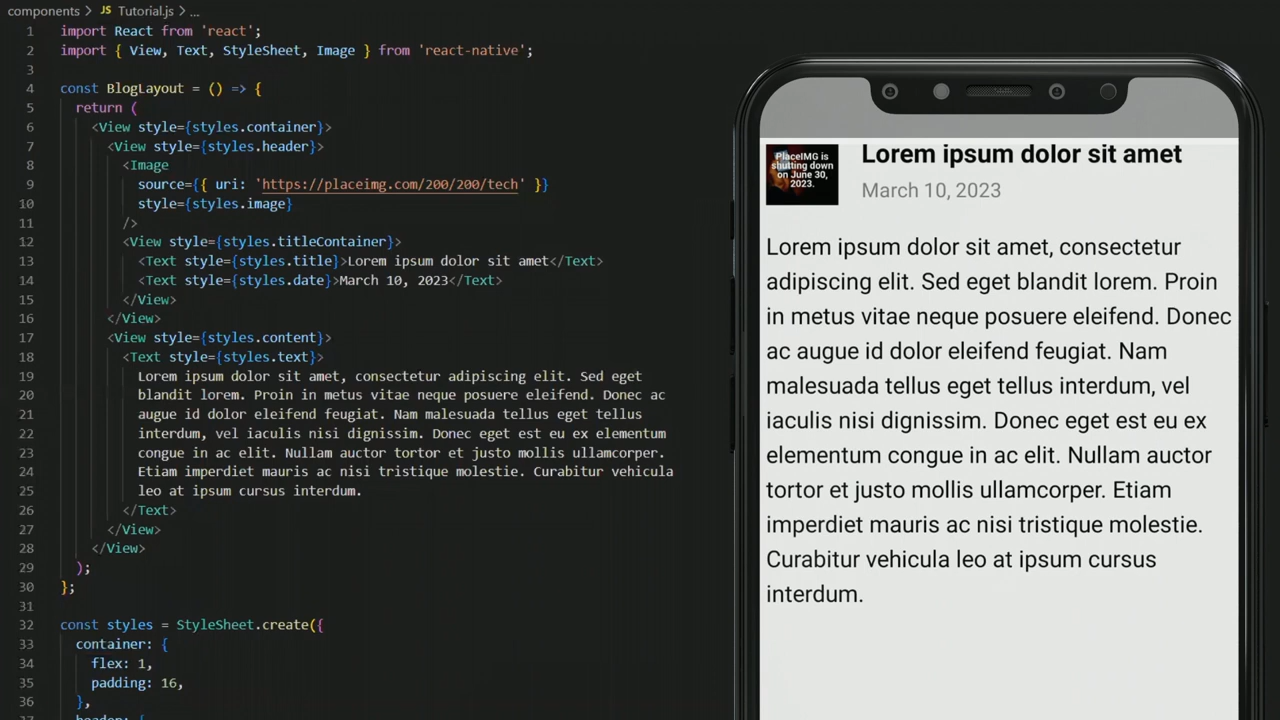 components > JS Tutorial.js > ...
1 import React from 'react';
2 import { View, Text, StyleSheet, Image } from 'react-native';
3
4 const BlogLayout = () => {
5 return (
6 <View style={styles.container}>
7 <View style={styles.header}>
8 <Image
9 source={{ uri: 'https://placeimg.com/200/200/tech' }}
10 style={styles.image}
11 />
12 <View style={styles.titleContainer}>
13 <Text style={styles.title}>Lorem ipsum dolor sit amet</Text>
14 <Text style={styles.date}>March 10, 2023</Text>
15 </View>
16 </View>
17 <View style={styles.content}>
18 <Text style={styles.text}>
19 Lorem ipsum dolor sit amet, consectetur adipiscing elit. Sed eget
20 blandit lorem. Proin in metus vitae neque posuere eleifend. Donec ac
21 augue id dolor eleifend feugiat. Nam malesuada tellus eget tellus
22 interdum, vel iaculis nisi dignissim. Donec eget est eu ex elementum
23 congue in ac elit. Nullam auctor tortor et justo mollis ullamcorper.
24 Etiam imperdiet mauris ac nisi tristique molestie. Curabitur vehicula
25 leo at ipsum cursus interdum.
26 </Text>
27 </View>
28 </View>
29 );
30 };
31
32 const styles = StyleSheet.create({
33 container: {
34 flex: 1,
35 padding: 16,
36 },
37 header: {
PlaceIMG is
shutting down
on June 30,
2023.
Lorem ipsum dolor sit amet
March 10, 2023
Lorem ipsum dolor sit amet, consectetur
adipiscing elit. Sed eget blandit lorem. Proin
in metus vitae neque posuere eleifend. Donec
ac augue id dolor eleifend feugiat. Nam
malesuada tellus eget tellus interdum, vel
iaculis nisi dignissim. Donec eget est eu ex
elementum congue in ac elit. Nullam auctor
tortor et justo mollis ullamcorper. Etiam
imperdiet mauris ac nisi tristique molestie.
Curabitur vehicula leo at ipsum cursus
interdum.